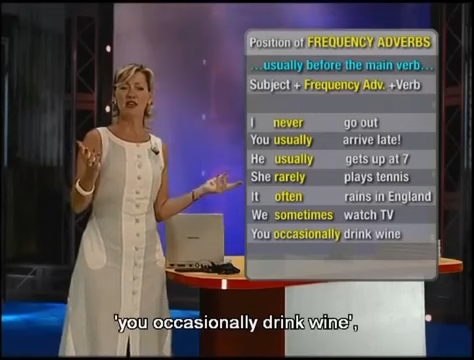 Position of FREQUENCY ADVERBS
...usually before the main verb...
Subject + Frequency Adv. +Verb
I never go out
You usually arrive late!
He usually gets up at 7
She rarely plays tennis
It often rains in England
We sometimes watch TV
You occasionally drink wine
'you occasionally drink wine',